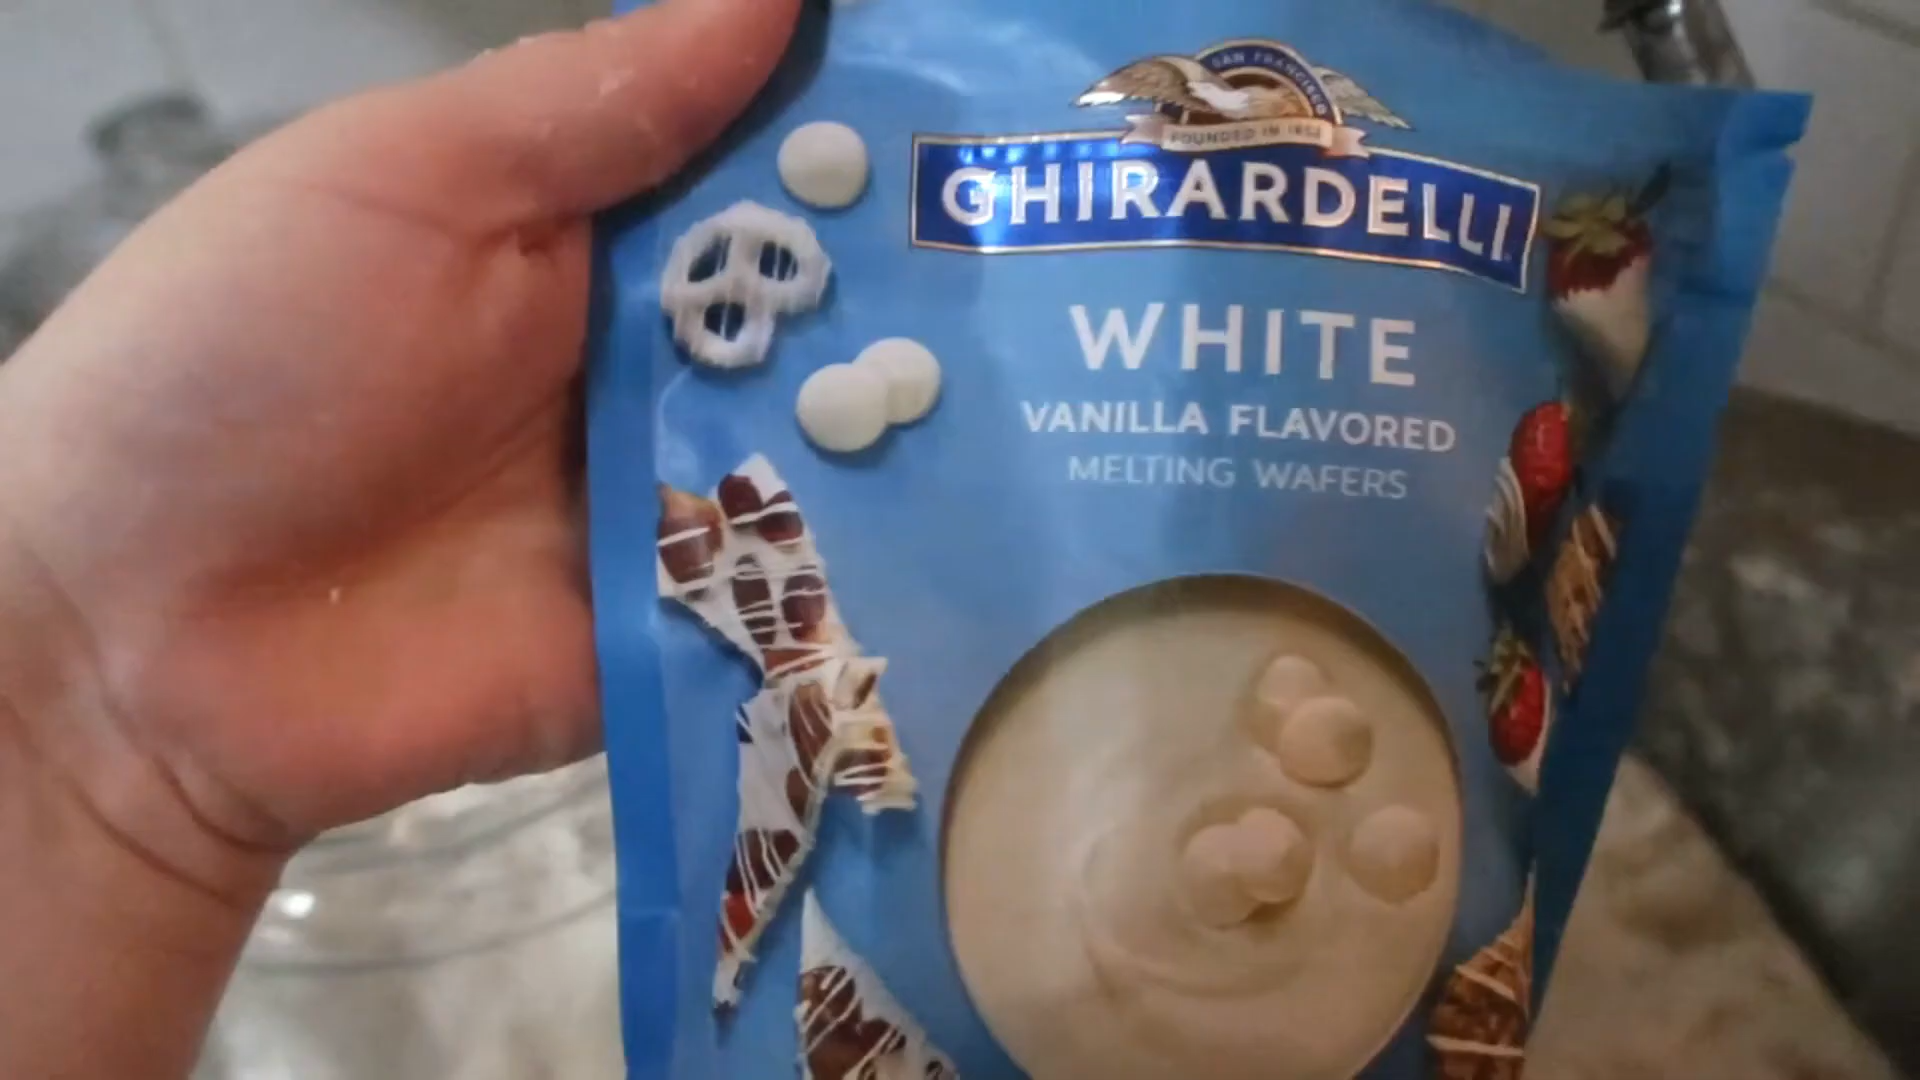 SAN FRANCISCO
FOUNDED IN 1852
GHIRARDELLI
WHITE
VANILLA FLAVORED
MELTING WAFERS